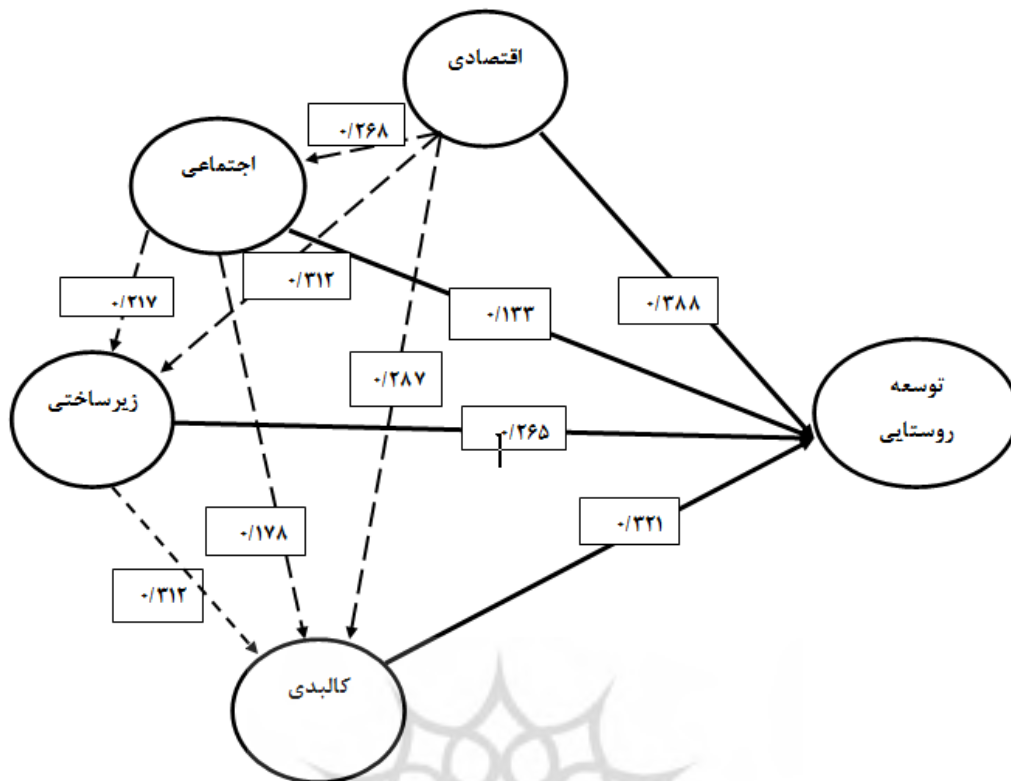 اقتصادی
۰/۲۶۸
اجتماعی
۰/۳۱۲
۰/۲۱۷
۰/۱۳۳
۰/۳۸۸
۰/۲۸۷
توسعه
روستایی
زیرساختی
۰/۲۶۵
۰/۱۷۸
۰/۳۲۱
۰/۳۱۲
کالبدی